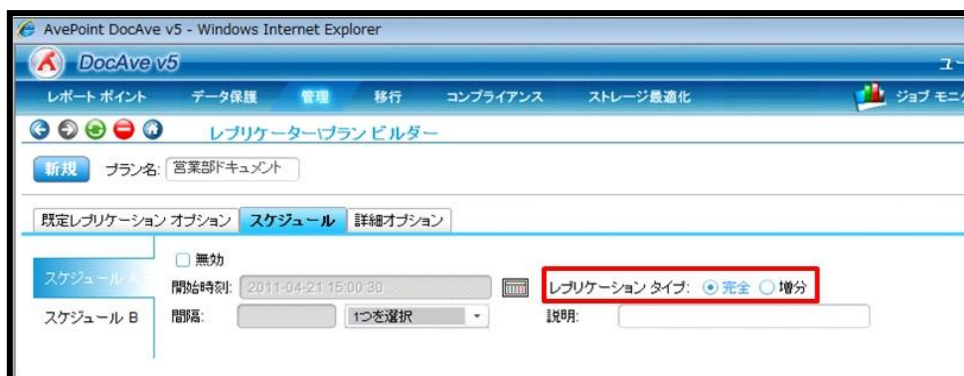 AvePoint DocAve v5 - Windows Internet Explorer
DocAve v5
ユー
レポート ポイント データ保護 管理 移行 コンプライアンス ストレージ最適化 ジョブ モニタ
レプリケーター\プラン ビルダー
新規 プラン名: 営業部ドキュメント
既定レプリケーション オプション スケジュール 詳細オプション
無効
スケジュール A 開始時刻: 2011-04-21 15:00:30 レプリケーション タイプ: 完全 増分
スケジュール B 間隔: 1つを選択 説明: